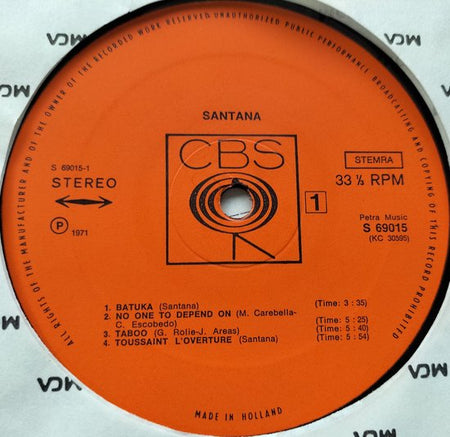 ALL RIGHTS OF THE MANUFACTURER AND OF THE OWNER OF THE RECORDED WORK RESERVED UNAUTHORIZED PUBLIC PERFORMANCE BROADCASTING AND COPYING OF THIS RECORD PROHIBITED
SANTANA
CBS
STEMRA
S 69015-1
STEREO
33 ⅓ RPM
1
Petra Music
S 69015
(KC 30595)
P 1971
1. BATUKA (Santana) (Time: 3 : 35)
2. NO ONE TO DEPEND ON (M. Carebella-
C. Escobedo) (Time: 5 : 25)
3. TABOO (G. Rolie-J. Areas) (Time: 5 : 40)
4. TOUSSAINT L'OVERTURE (Santana) (Time: 5 : 54)
MADE IN HOLLAND
MCA
MCA
MCA
MCA
MCA
MCA
MCA
MCA